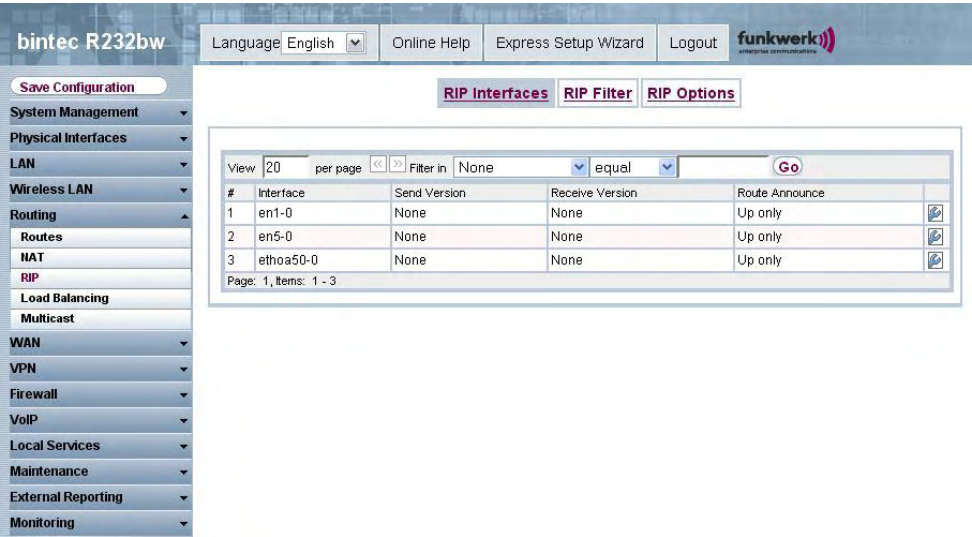 bintec R232bw
Language English
Online Help
Express Setup Wizard
Logout
funkwerk
enterprise communications
Save Configuration
System Management
Physical Interfaces
LAN
Wireless LAN
Routing
Routes
NAT
RIP
Load Balancing
Multicast
WAN
VPN
Firewall
VoIP
Local Services
Maintenance
External Reporting
Monitoring
RIP Interfaces RIP Filter RIP Options
View 20 per page « » Filter in None equal Go
# Interface Send Version Receive Version Route Announce
1 en1-0 None None Up only
2 en5-0 None None Up only
3 ethoa50-0 None None Up only
Page: 1, Items: 1 - 3